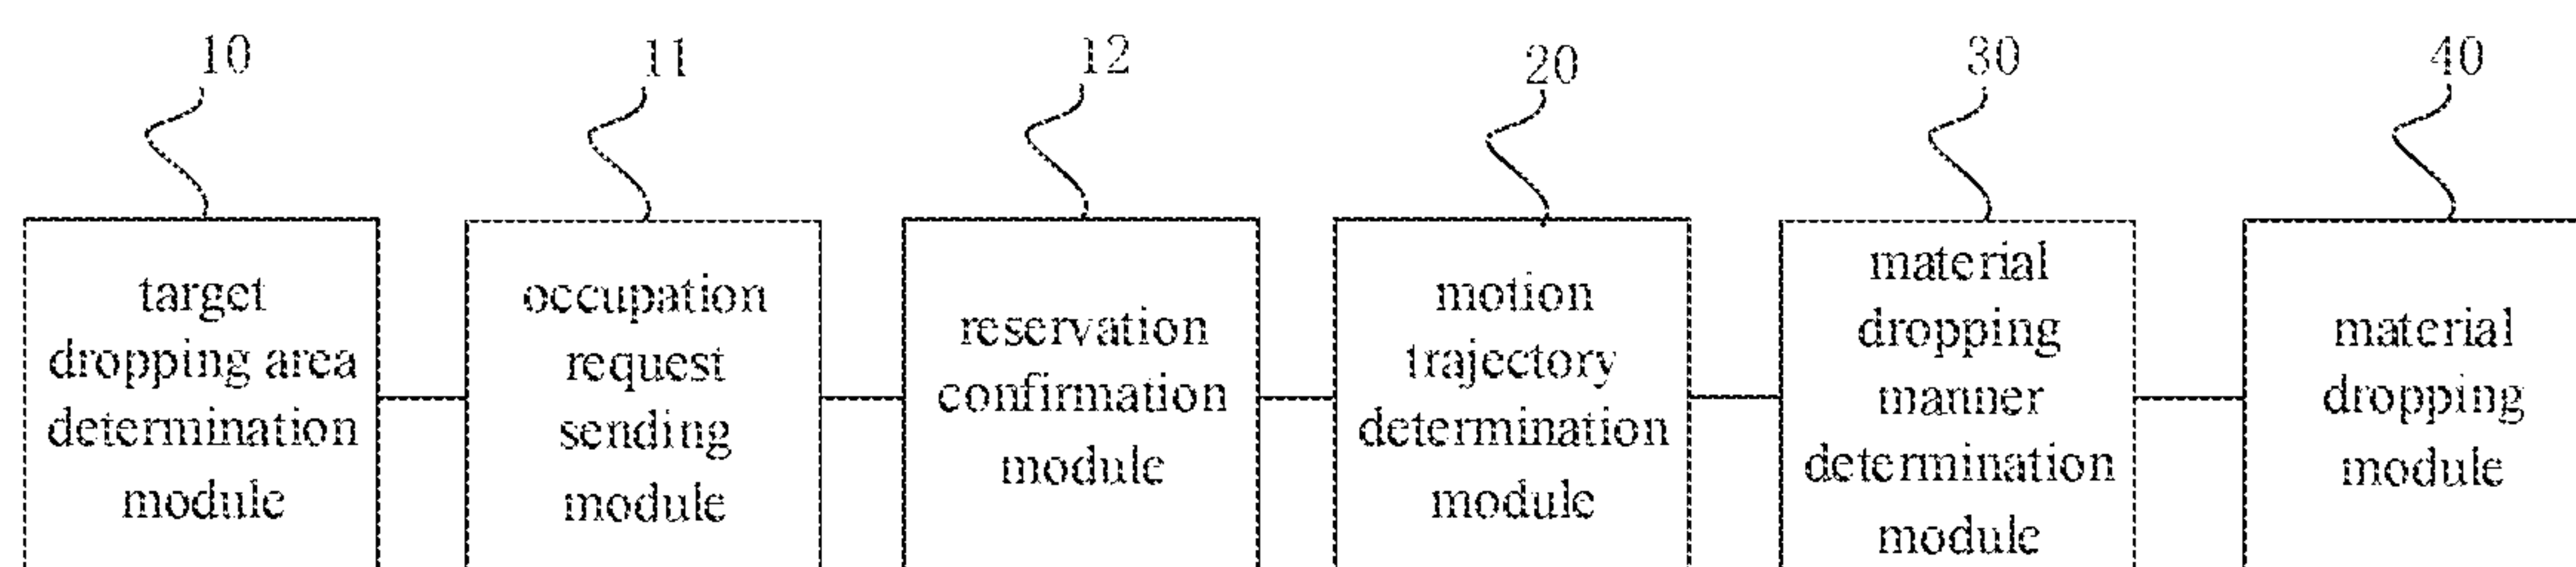 10
11
12
20
30
40
target
dropping area
determination
module
occupation
request
sending
module
reservation
confirmation
module
motion
trajectory
determination
module
material
dropping
manner
determination
module
material
dropping
module